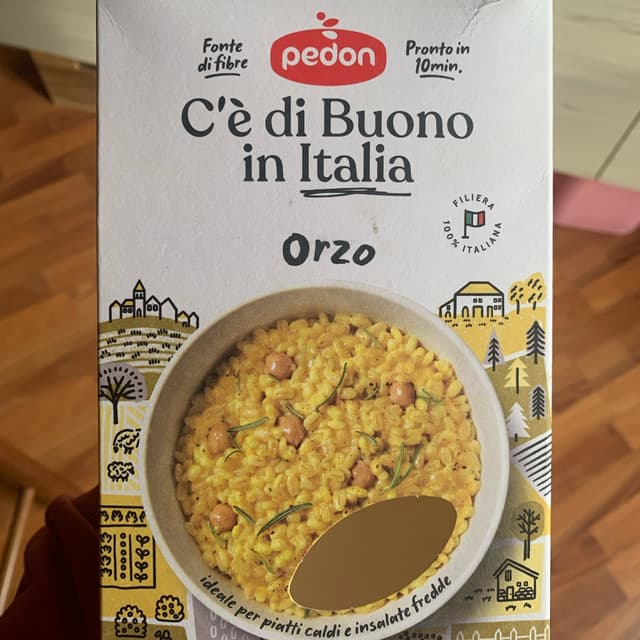 Fonte
di fibre
pedon
Pronto in
10min.
C'è di Buono
in Italia
FILIERA
100% ITALIANA
Orzo
ideale per piatti caldi e insalate fredde